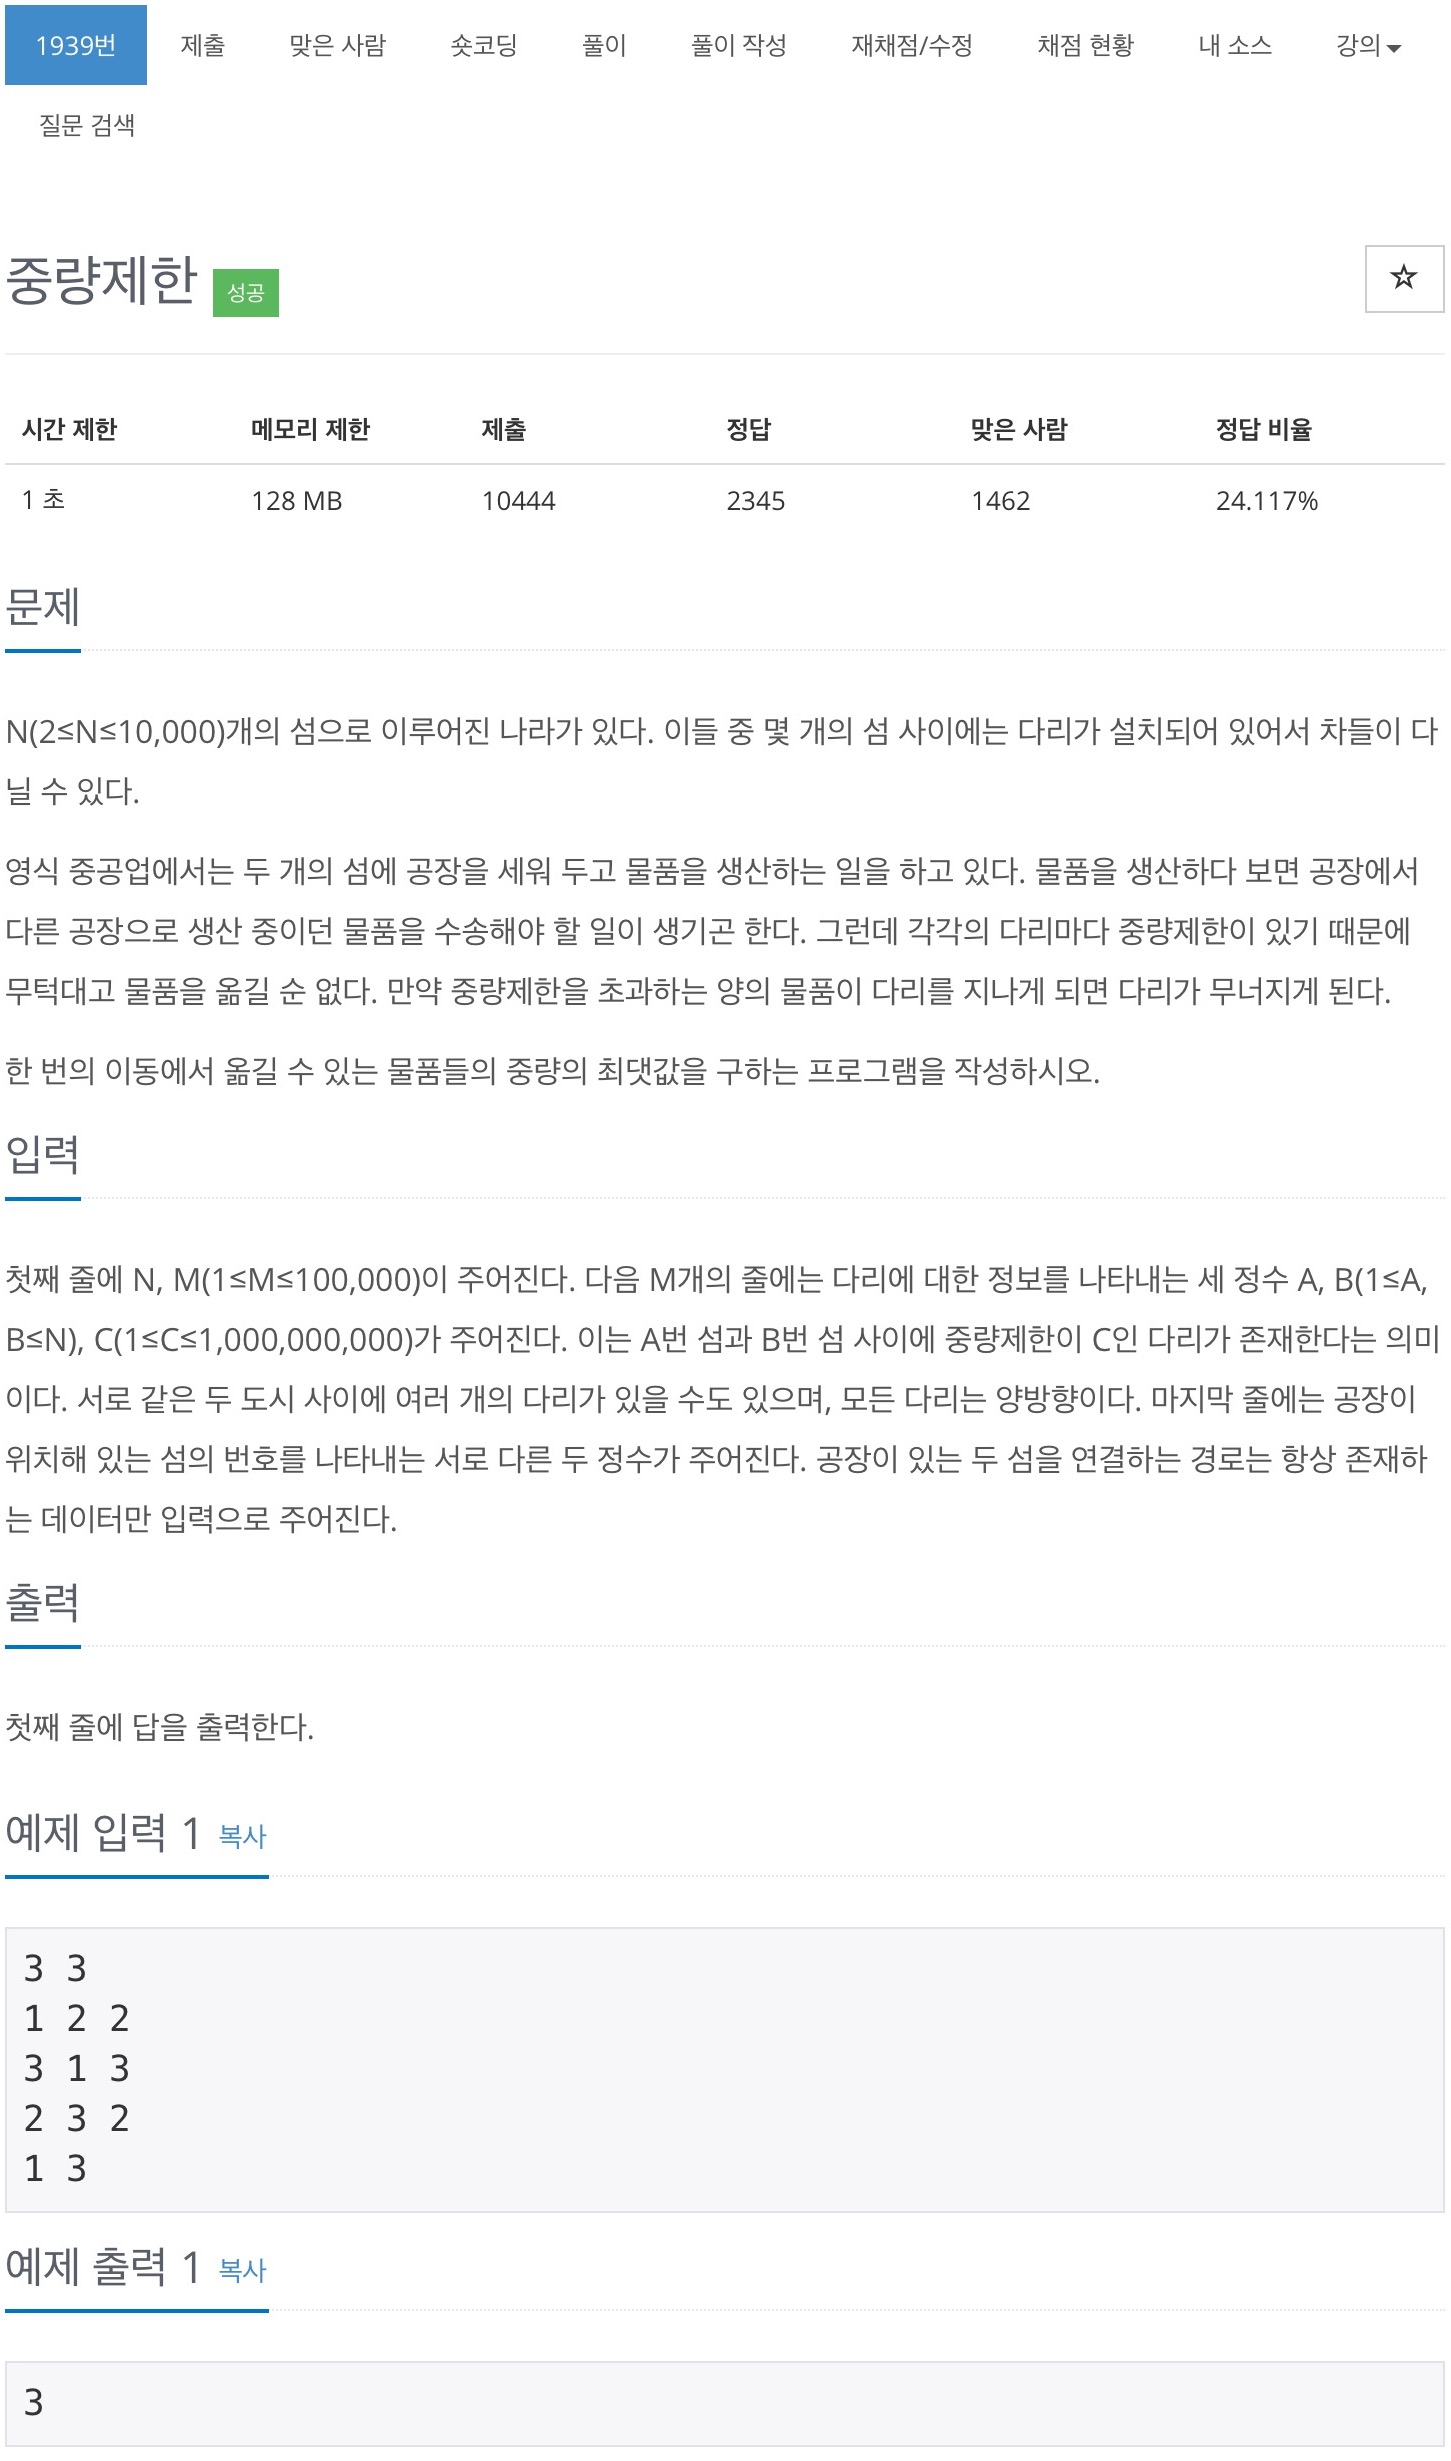 1939번 제출 맞은 사람 숏코딩 풀이 풀이 작성 재채점/수정 채점 현황 내 소스 강의
질문 검색
중량제한 성공
시간 제한 메모리 제한 제출 정답 맞은 사람 정답 비율
1 초 128 MB 10444 2345 1462 24.117%
문제
N(2≤N≤10,000)개의 섬으로 이루어진 나라가 있다. 이들 중 몇 개의 섬 사이에는 다리가 설치되어 있어서 차들이 다
닐 수 있다.
영식 중공업에서는 두 개의 섬에 공장을 세워 두고 물품을 생산하는 일을 하고 있다. 물품을 생산하다 보면 공장에서
다른 공장으로 생산 중이던 물품을 수송해야 할 일이 생기곤 한다. 그런데 각각의 다리마다 중량제한이 있기 때문에
무턱대고 물품을 옮길 순 없다. 만약 중량제한을 초과하는 양의 물품이 다리를 지나게 되면 다리가 무너지게 된다.
한 번의 이동에서 옮길 수 있는 물품들의 중량의 최댓값을 구하는 프로그램을 작성하시오.
입력
첫째 줄에 N, M(1≤M≤100,000)이 주어진다. 다음 M개의 줄에는 다리에 대한 정보를 나타내는 세 정수 A, B(1≤A,
B≤N), C(1≤C≤1,000,000,000)가 주어진다. 이는 A번 섬과 B번 섬 사이에 중량제한이 C인 다리가 존재한다는 의미
이다. 서로 같은 두 도시 사이에 여러 개의 다리가 있을 수도 있으며, 모든 다리는 양방향이다. 마지막 줄에는 공장이
위치해 있는 섬의 번호를 나타내는 서로 다른 두 정수가 주어진다. 공장이 있는 두 섬을 연결하는 경로는 항상 존재하
는 데이터만 입력으로 주어진다.
출력
첫째 줄에 답을 출력한다.
예제 입력 1 복사
3 3
1 2 2
3 1 3
2 3 2
1 3
예제 출력 1 복사
3